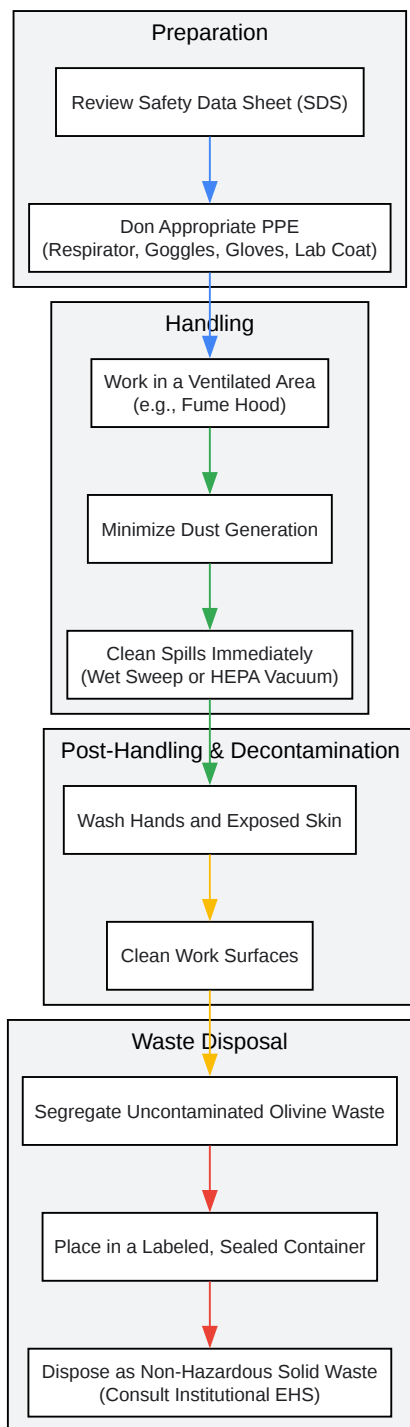 Preparation
Review Safety Data Sheet (SDS)
Don Appropriate PPE
(Respirator, Goggles, Gloves, Lab Coat)
Handling
Work in a Ventilated Area
(e.g., Fume Hood)
Minimize Dust Generation
Clean Spills Immediately
(Wet Sweep or HEPA Vacuum)
Post-Handling & Decontamination
Wash Hands and Exposed Skin
Clean Work Surfaces
Waste Disposal
Segregate Uncontaminated Olivine Waste
Place in a Labeled, Sealed Container
Dispose as Non-Hazardous Solid Waste
(Consult Institutional EHS)